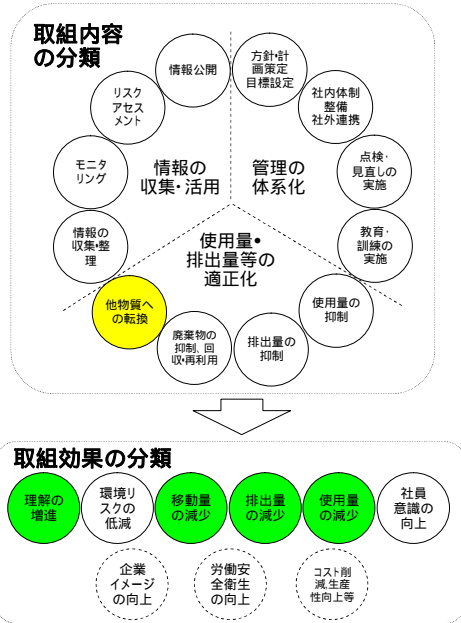 取組内容
の分類
情報公開
方針・計
画策定
目標設定
リスク
アセス
メント
社内体制
整備
社外連携
モニタ
リング
情報の
収集・活用
管理の
体系化
点検・
見直しの
実施
情報の
収集・整
理
使用量・
排出量等の
適正化
教育・
訓練の
実施
他物質へ
の転換
使用量の
抑制
廃棄物の
抑制、回
収・再利用
排出量の
抑制
取組効果の分類
理解の
増進
環境リ
スクの
低減
移動量
の減少
排出量
の減少
使用量
の減少
社員
意識の
向上
企業
イメージ
の向上
労働安
全衛生
の向上
コスト削
減,生産
性向上等